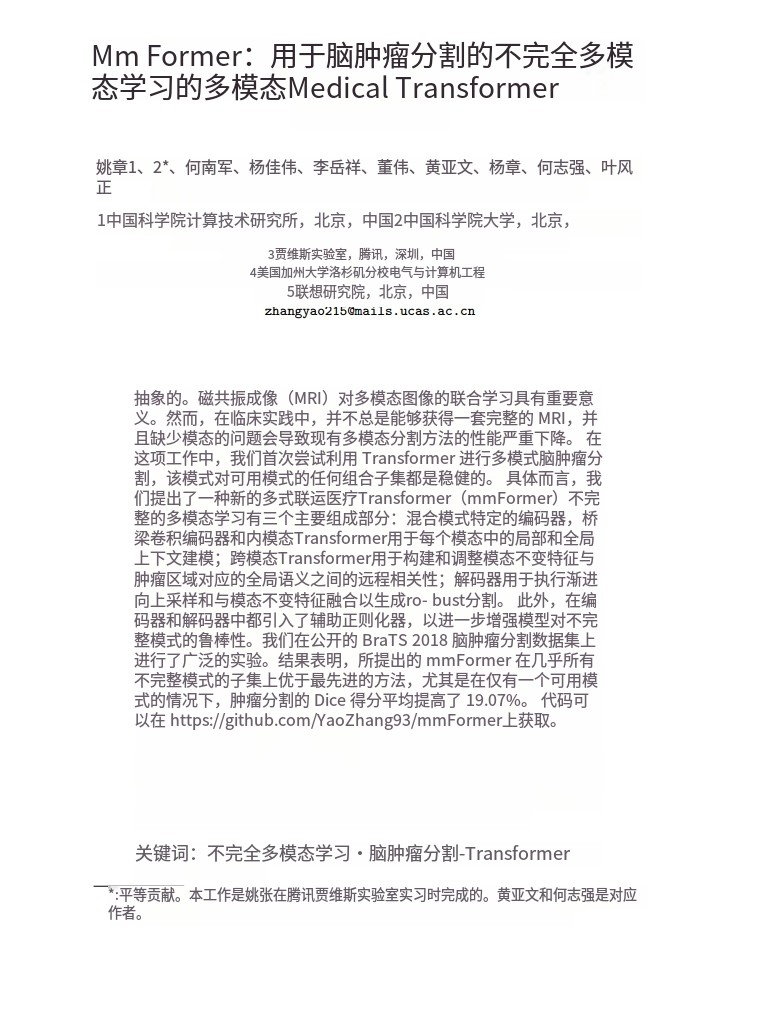 Mm Former：用于脑肿瘤分割的不完全多模
态学习的多模态Medical Transformer
姚章1、2*、何南军、杨佳伟、李岳祥、董伟、黄亚文、杨章、何志强、叶风
正
1中国科学院计算技术研究所，北京，中国2中国科学院大学，北京，
3贾维斯实验室，腾讯，深圳，中国
4美国加州大学洛杉矶分校电气与计算机工程
5联想研究院，北京，中国
zhangyao215@mails.ucas.ac.cn
抽象的。磁共振成像（MRI）对多模态图像的联合学习具有重要意
义。然而，在临床实践中，并不总是能够获得一套完整的 MRI，并
且缺少模态的问题会导致现有多模态分割方法的性能严重下降。 在
这项工作中，我们首次尝试利用 Transformer 进行多模式脑肿瘤分
割，该模式对可用模式的任何组合子集都是稳健的。 具体而言，我
们提出了一种新的多式联运医疗Transformer（mmFormer）不完
整的多模态学习有三个主要组成部分：混合模式特定的编码器，桥
梁卷积编码器和内模态Transformer用于每个模态中的局部和全局
上下文建模；跨模态Transformer用于构建和调整模态不变特征与
肿瘤区域对应的全局语义之间的远程相关性；解码器用于执行渐进
向上采样和与模态不变特征融合以生成ro- bust分割。 此外，在编
码器和解码器中都引入了辅助正则化器，以进一步增强模型对不完
整模式的鲁棒性。我们在公开的 BraTS 2018 脑肿瘤分割数据集上
进行了广泛的实验。结果表明，所提出的 mmFormer 在几乎所有
不完整模式的子集上优于最先进的方法，尤其是在仅有一个可用模
式的情况下，肿瘤分割的 Dice 得分平均提高了 19.07%。 代码可
以在 https://github.com/YaoZhang93/mmFormer上获取。
关键词：不完全多模态学习·脑肿瘤分割-Transformer
*:平等贡献。本工作是姚张在腾讯贾维斯实验室实习时完成的。黄亚文和何志强是对应
作者。